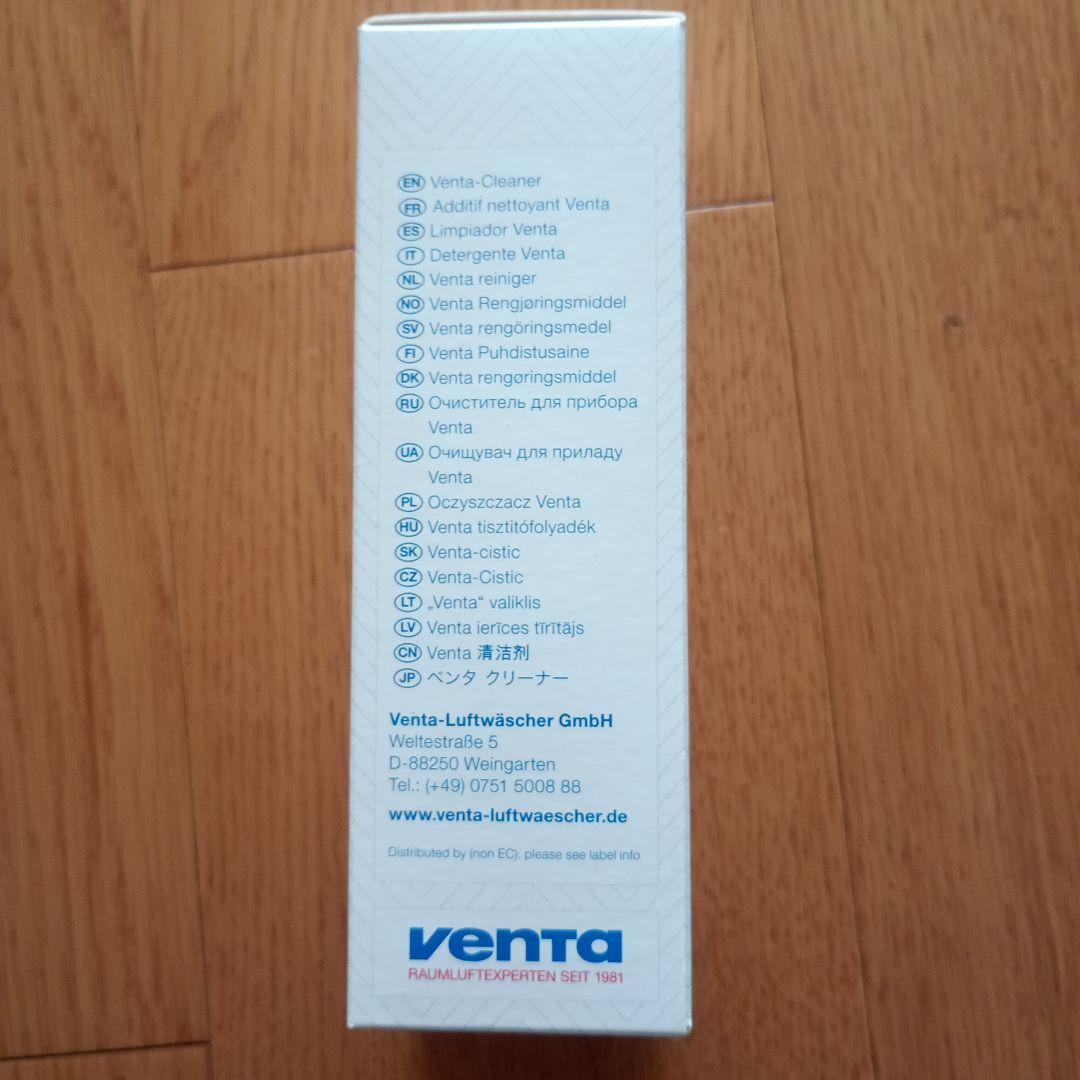 EN Venta-Cleaner
FR Additif nettoyant Venta
ES Limpiador Venta
IT Detergente Venta
NL Venta reiniger
NO Venta Rengjøringsmiddel
SV Venta rengöringsmedel
FI Venta Puhdistusaine
DK Venta rengøringsmiddel
RU Очиститель для прибора
Venta
UA Очищувач для приладу
Venta
PL Oczyszczacz Venta
HU Venta tisztitófolyadék
SK Venta-cistic
CZ Venta-Cistic
LT „Venta“ valiklis
LV Venta ierīces tīrītājs
CN Venta 清洁剂
JP ベンタ クリーナー
Venta-Luftwäscher GmbH
Weltestraße 5
D-88250 Weingarten
Tel.: (+49) 0751 5008 88
www.venta-luftwaescher.de
Distributed by (non EC): please see label info
venta
RAUMLUFTEXPERTEN SEIT 1981